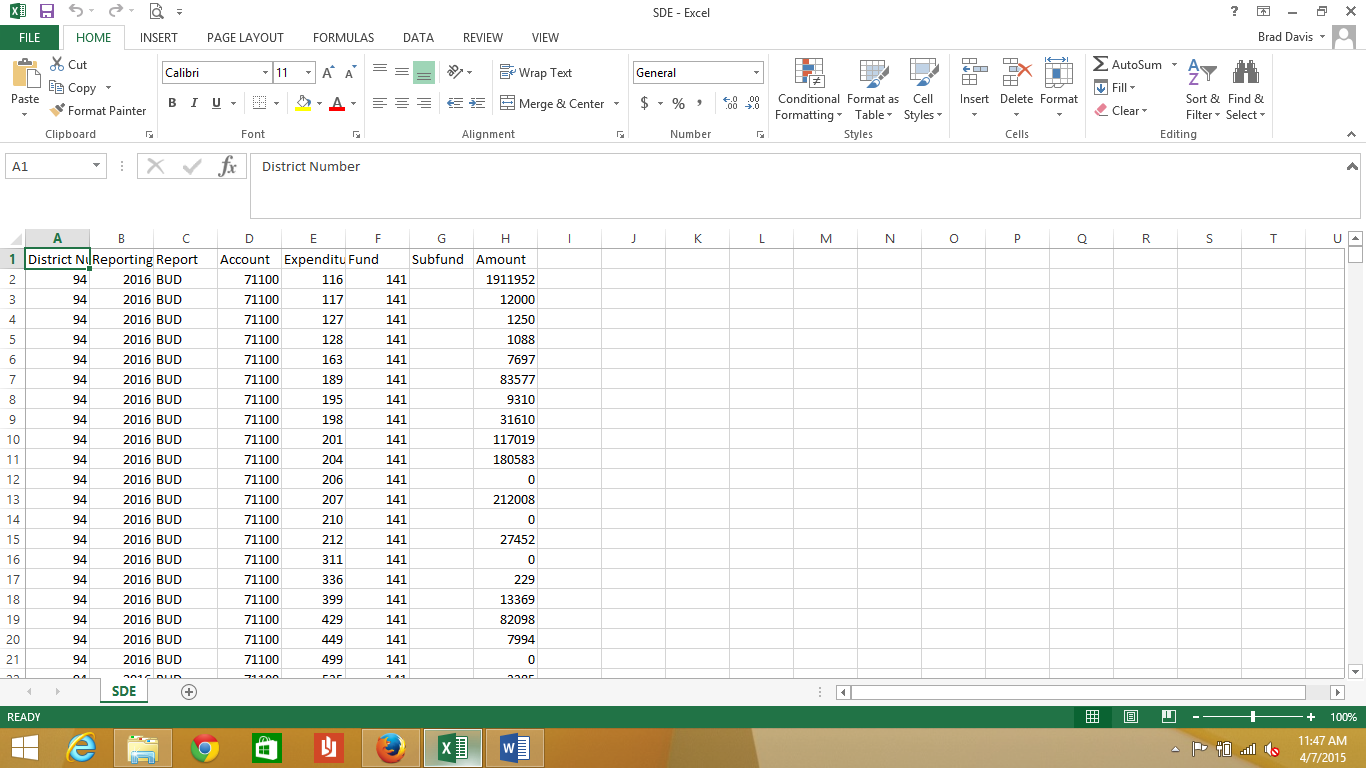 SDE - Excel
?
FILE HOME INSERT PAGE LAYOUT FORMULAS DATA REVIEW VIEW Brad Davis
Paste
Cut
Copy
Format Painter
Clipboard
Calibri 11 A A
B I U A
Font
Wrap Text
Merge & Center
Alignment
General
$ % , .00
Number
Conditional Formatting
Format as Table
Cell Styles
Styles
Insert Delete Format
Cells
AutoSum
Fill
Clear
Sort & Filter
Find & Select
Editing
A1 fx District Number
A B C D E F G H I J K L M N O P Q R S T U
1 District Nu Reporting Report Account Expenditu Fund Subfund Amount
2 94 2016 BUD 71100 116 141 1911952
3 94 2016 BUD 71100 117 141 12000
4 94 2016 BUD 71100 127 141 1250
5 94 2016 BUD 71100 128 141 1088
6 94 2016 BUD 71100 163 141 7697
7 94 2016 BUD 71100 189 141 83577
8 94 2016 BUD 71100 195 141 9310
9 94 2016 BUD 71100 198 141 31610
10 94 2016 BUD 71100 201 141 117019
11 94 2016 BUD 71100 204 141 180583
12 94 2016 BUD 71100 206 141 0
13 94 2016 BUD 71100 207 141 212008
14 94 2016 BUD 71100 210 141 0
15 94 2016 BUD 71100 212 141 27452
16 94 2016 BUD 71100 311 141 0
17 94 2016 BUD 71100 336 141 229
18 94 2016 BUD 71100 399 141 13369
19 94 2016 BUD 71100 429 141 82098
20 94 2016 BUD 71100 449 141 7994
21 94 2016 BUD 71100 499 141 0
SDE
READY 100%
11:47 AM
4/7/2015